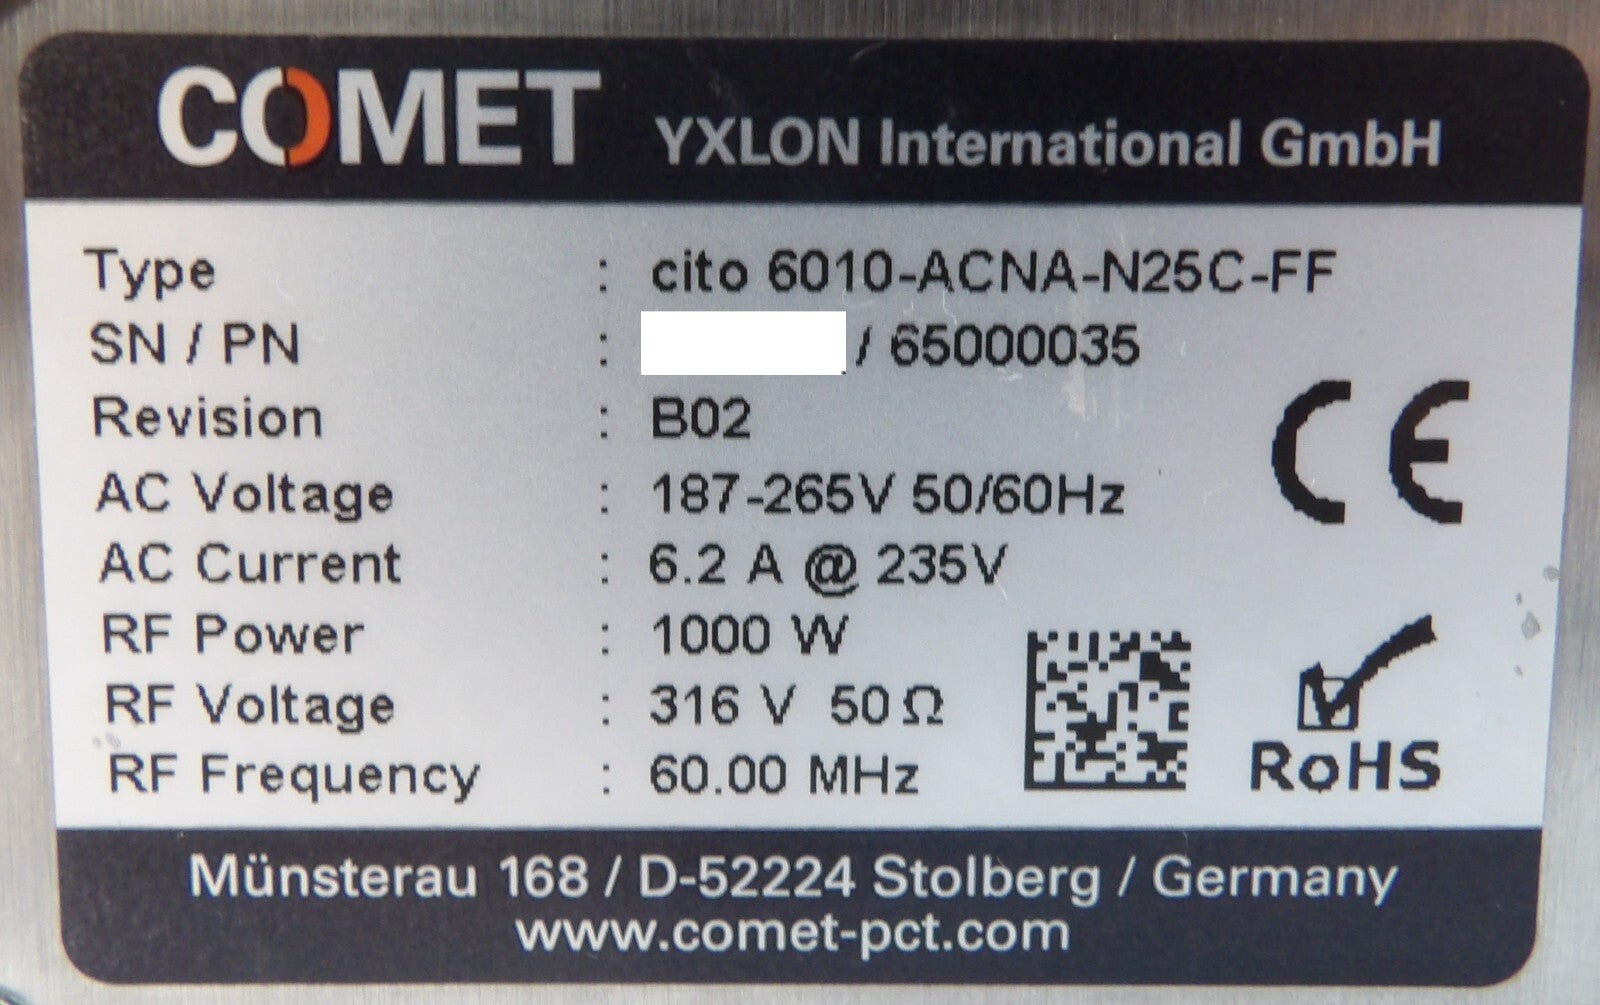 COMET YXLON International GmbH
Type : cito 6010-ACNA-N25C-FF
SN / PN : / 65000035
Revision : B02
AC Voltage : 187-265V 50/60Hz
AC Current : 6.2 A @ 235V
RF Power : 1000 W
RF Voltage : 316 V 50Ω
RF Frequency : 60.00 MHz
CE
RoHS
Münsterau 168 / D-52224 Stolberg / Germany
www.comet-pct.com